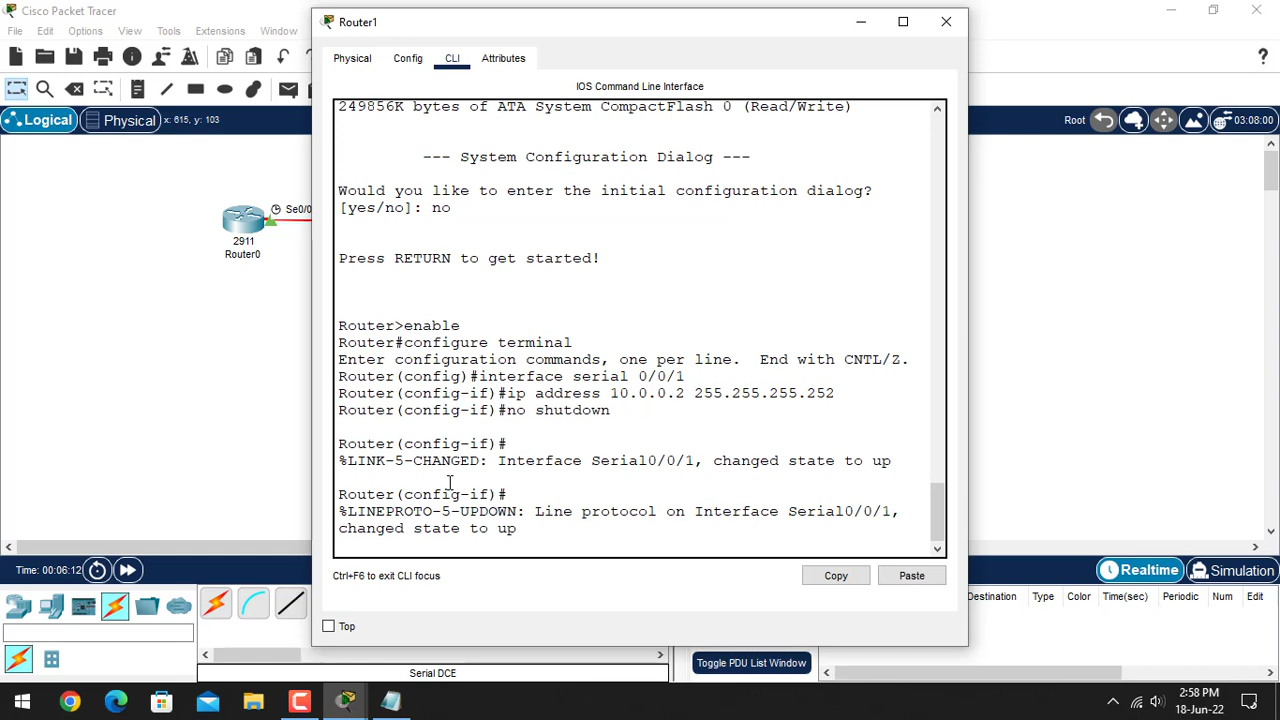 Cisco Packet Tracer
File Edit Options View Tools Extensions Window
Logical Physical x: 615, y: 103
Root 03:08:00
Se0/0
2911
Router0
Router1
Physical Config CLI Attributes
IOS Command Line Interface
249856K bytes of ATA System CompactFlash 0 (Read/Write)
--- System Configuration Dialog ---
Would you like to enter the initial configuration dialog?
[yes/no]: no
Press RETURN to get started!
Router>enable
Router#configure terminal
Enter configuration commands, one per line. End with CNTL/Z.
Router(config)#interface serial 0/0/1
Router(config-if)#ip address 10.0.0.2 255.255.255.252
Router(config-if)#no shutdown
Router(config-if)#
%LINK-5-CHANGED: Interface Serial0/0/1, changed state to up
Router(config-if)#
%LINEPROTO-5-UPDOWN: Line protocol on Interface Serial0/0/1,
changed state to up
Ctrl+F6 to exit CLI focus
Copy Paste
Top
Time: 00:06:12
Realtime Simulation
Destination Type Color Time(sec) Periodic Num Edit
Serial DCE
Toggle PDU List Window
2:58 PM
18-Jun-22